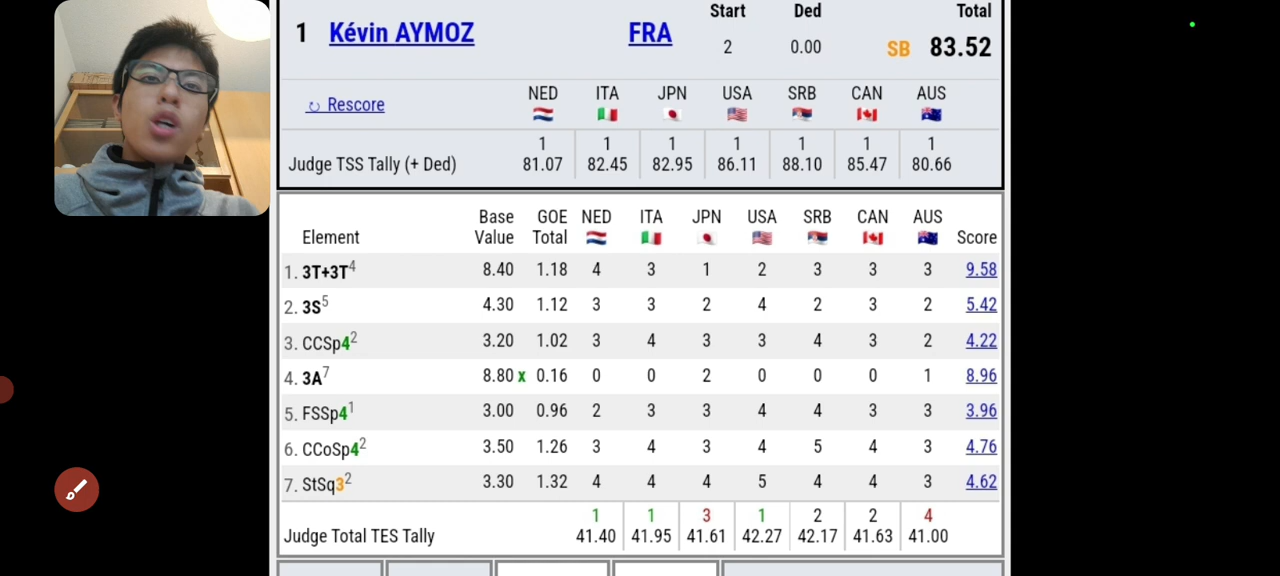 Start Ded Total
1 Kévin AYMOZ FRA 2 0.00 SB 83.52
↻ Rescore NED ITA JPN USA SRB CAN AUS
1 1 1 1 1 1 1
Judge TSS Tally (+ Ded) 81.07 82.45 82.95 86.11 88.10 85.47 80.66
Base GOE NED ITA JPN USA SRB CAN AUS
Element Value Total Score
1. 3T+3T4 8.40 1.18 4 3 1 2 3 3 3 9.58
2. 3S5 4.30 1.12 3 3 2 4 2 3 2 5.42
3. CCSp42 3.20 1.02 3 4 3 3 4 3 2 4.22
4. 3A7 8.80 x 0.16 0 0 2 0 0 0 1 8.96
5. FSSp41 3.00 0.96 2 3 3 4 4 3 3 3.96
6. CCoSp42 3.50 1.26 3 4 3 4 5 4 3 4.76
7. StSq32 3.30 1.32 4 4 4 5 4 4 3 4.62
1 1 3 1 2 2 4
Judge Total TES Tally 41.40 41.95 41.61 42.27 42.17 41.63 41.00